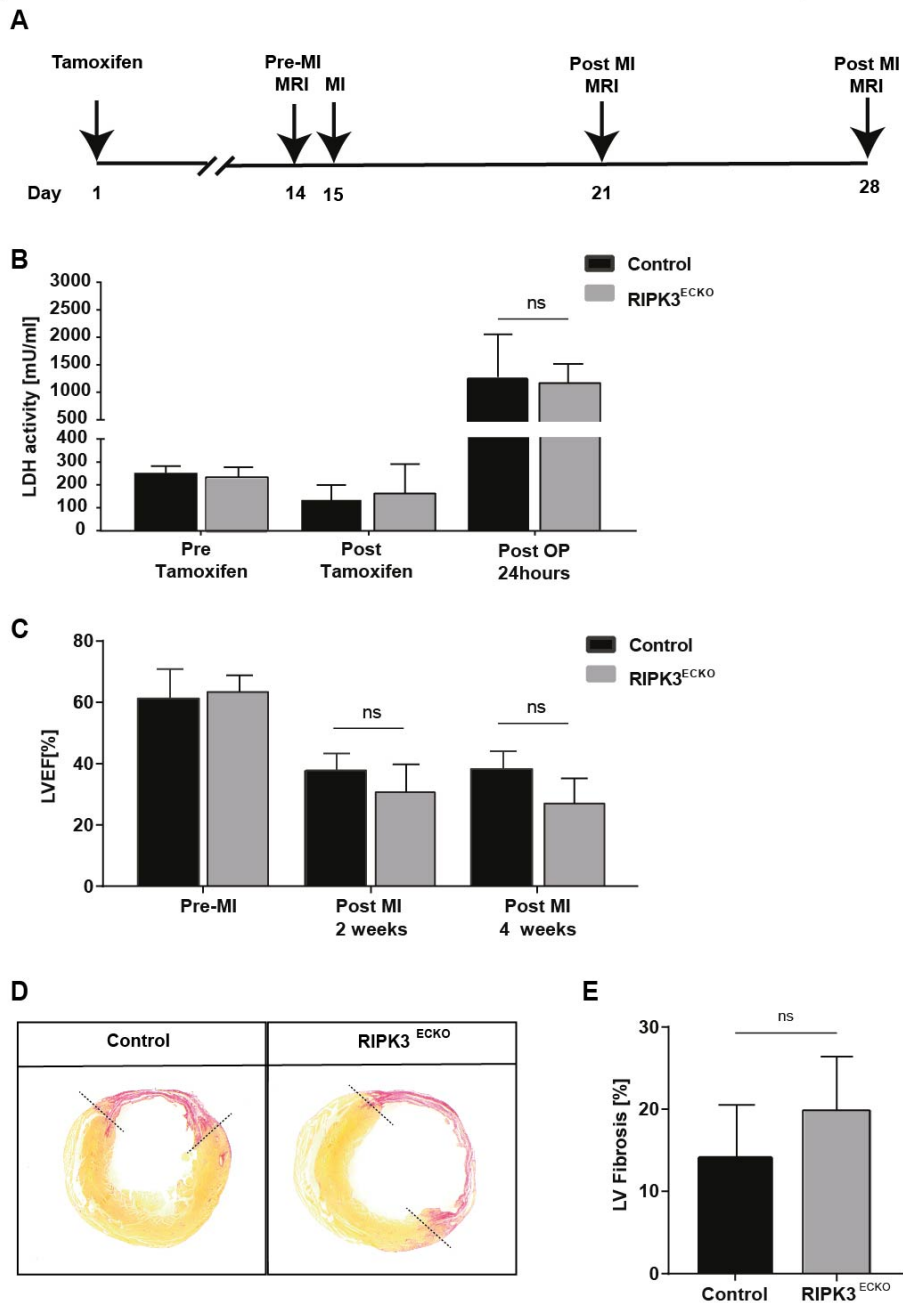 A
Tamoxifen
Pre-MI
MRI
MI
Post MI
MRI
Post MI
MRI
Day
1
14
15
21
28
B
Control
RIPK3ECKO
LDH activity [mU/ml]
3000
2500
2000
1500
1000
500
400
300
200
100
0
ns
Pre
Tamoxifen
Post
Tamoxifen
Post OP
24hours
C
Control
RIPK3ECKO
LVEF[%]
80
60
40
20
0
ns
ns
Pre-MI
Post MI
2 weeks
Post MI
4 weeks
D
Control
RIPK3 ECKO
E
LV Fibrosis [%]
30
20
10
0
ns
Control
RIPK3 ECKO